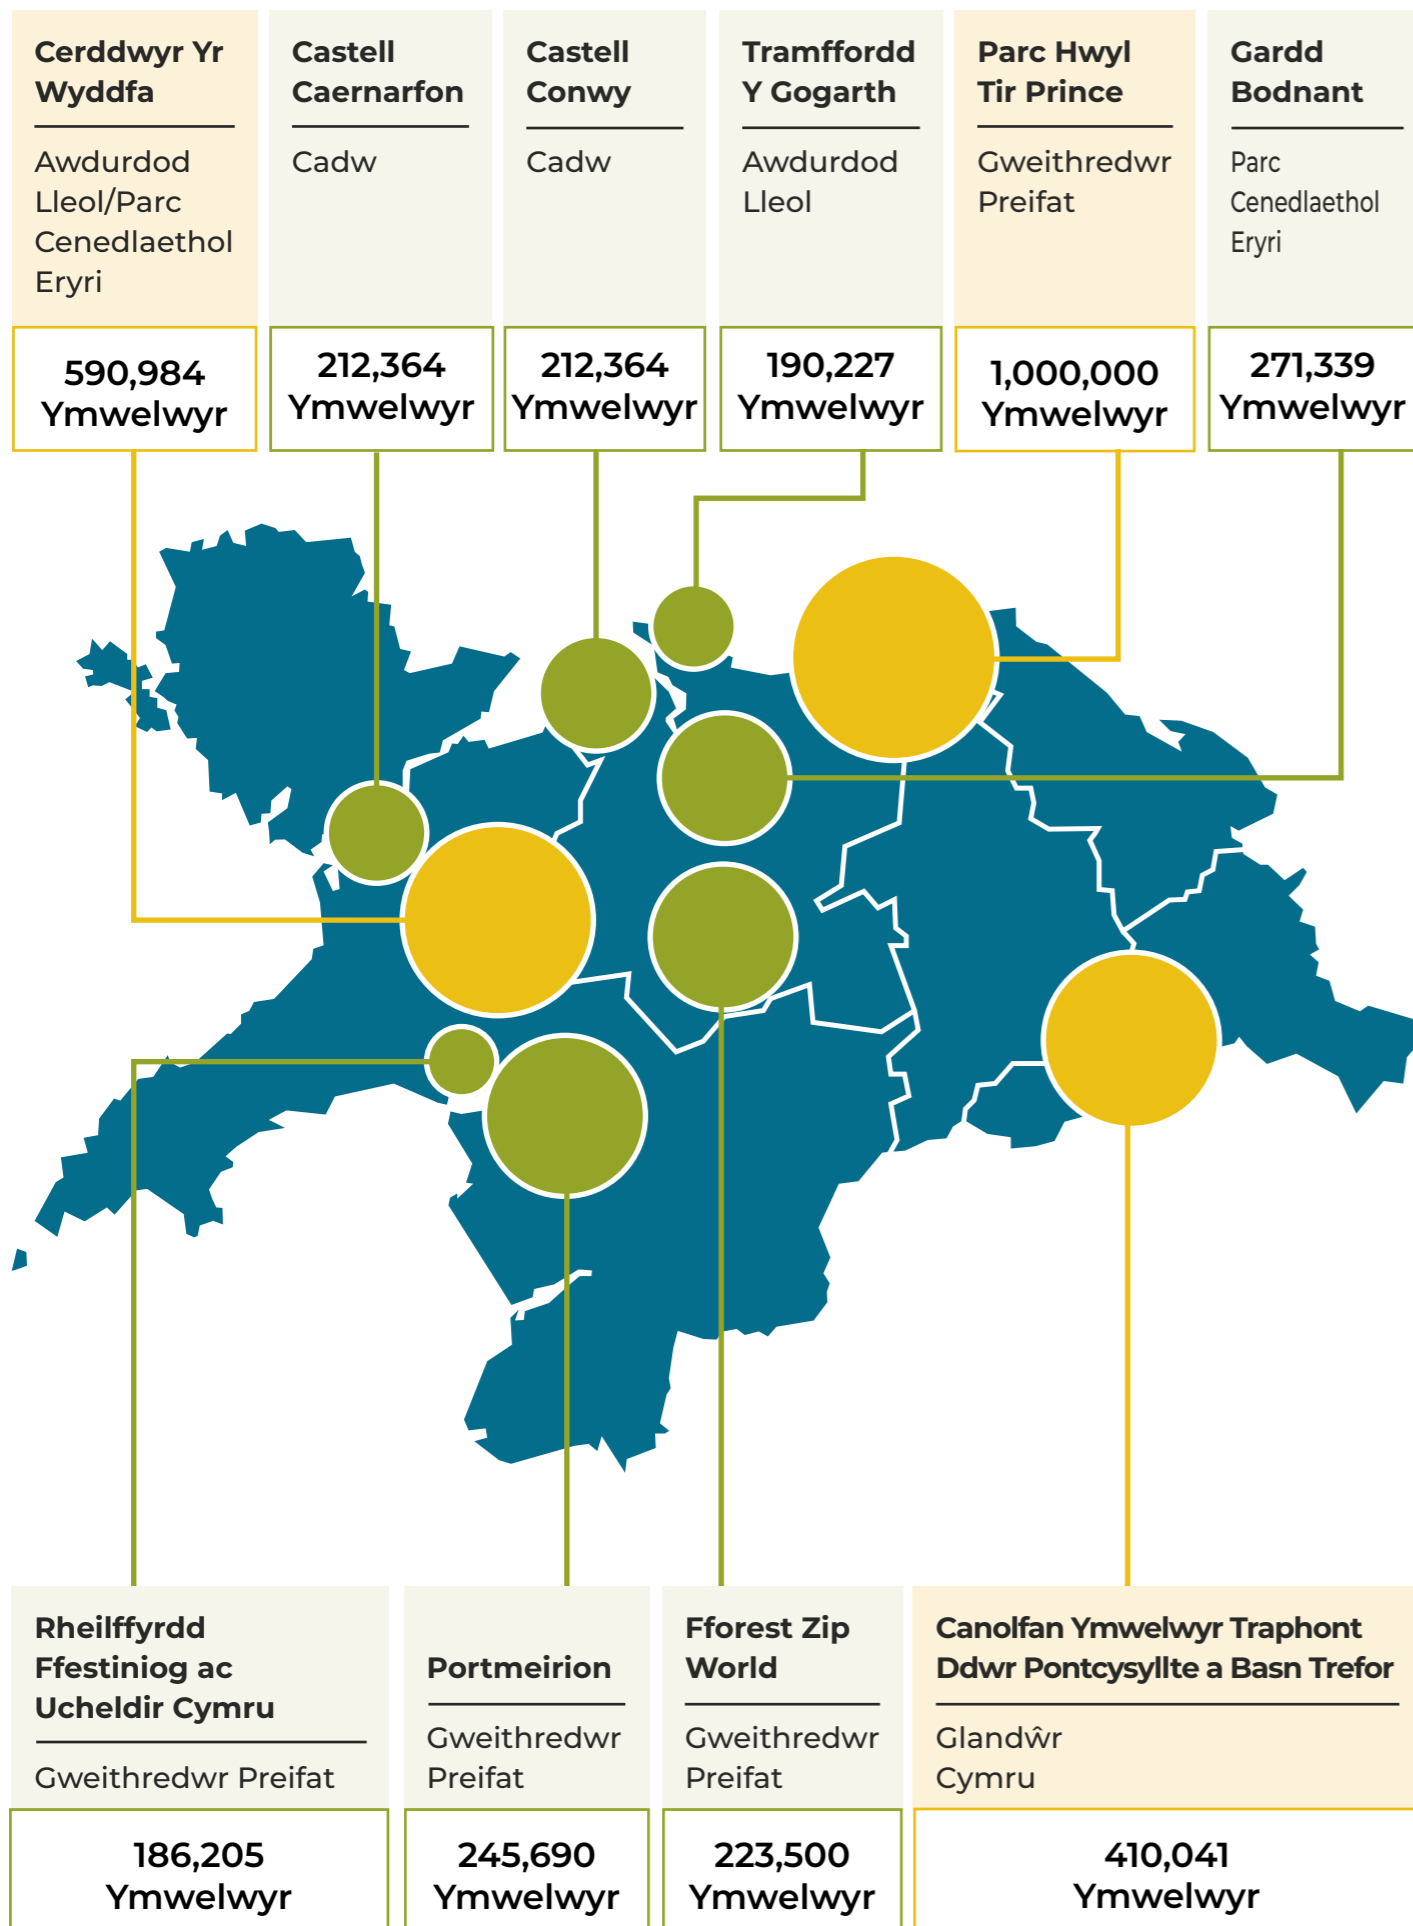 Cerddwyr Yr
Wyddfa
Awdurdod
Lleol/Parc
Cenedlaethol
Eryri
590,984
Ymwelwyr
Castell
Caernarfon
Cadw
212,364
Ymwelwyr
Castell
Conwy
Cadw
212,364
Ymwelwyr
Tramffordd
Y Gogarth
Awdurdod
Lleol
190,227
Ymwelwyr
Parc Hwyl
Tir Prince
Gweithredwr
Preifat
1,000,000
Ymwelwyr
Gardd
Bodnant
Parc
Cenedlaethol
Eryri
271,339
Ymwelwyr
Rheilffyrdd
Ffestiniog ac
Ucheldir Cymru
Gweithredwr Preifat
186,205
Ymwelwyr
Portmeirion
Gweithredwr
Preifat
245,690
Ymwelwyr
Fforest Zip
World
Gweithredwr
Preifat
223,500
Ymwelwyr
Canolfan Ymwelwyr Traphont
Ddwr Pontcysyllte a Basn Trefor
Glandŵr
Cymru
410,041
Ymwelwyr